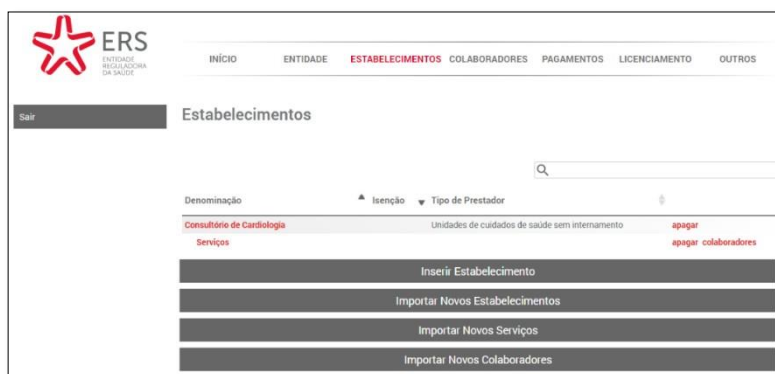 ERS
ENTIDADE
REGULADORA
DA SAÚDE
INÍCIO ENTIDADE ESTABELECIMENTOS COLABORADORES PAGAMENTOS LICENCIAMENTO OUTROS
Sair
Estabelecimentos
Denominação Isenção Tipo de Prestador
Consultório de Cardiologia Unidades de cuidados de saúde sem internamento apagar
Serviços apagar colaboradores
Inserir Estabelecimento
Importar Novos Estabelecimentos
Importar Novos Serviços
Importar Novos Colaboradores